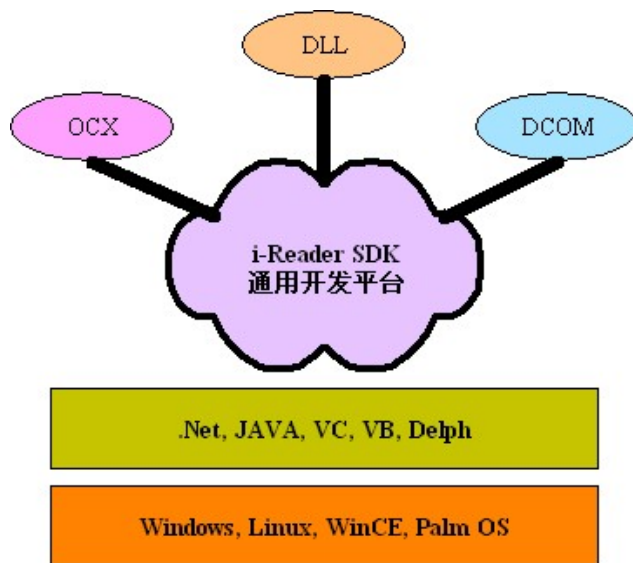 DLL
OCX
DCOM
i-Reader SDK
通用开发平台
.Net, JAVA, VC, VB, Delph
Windows, Linux, WinCE, Palm OS